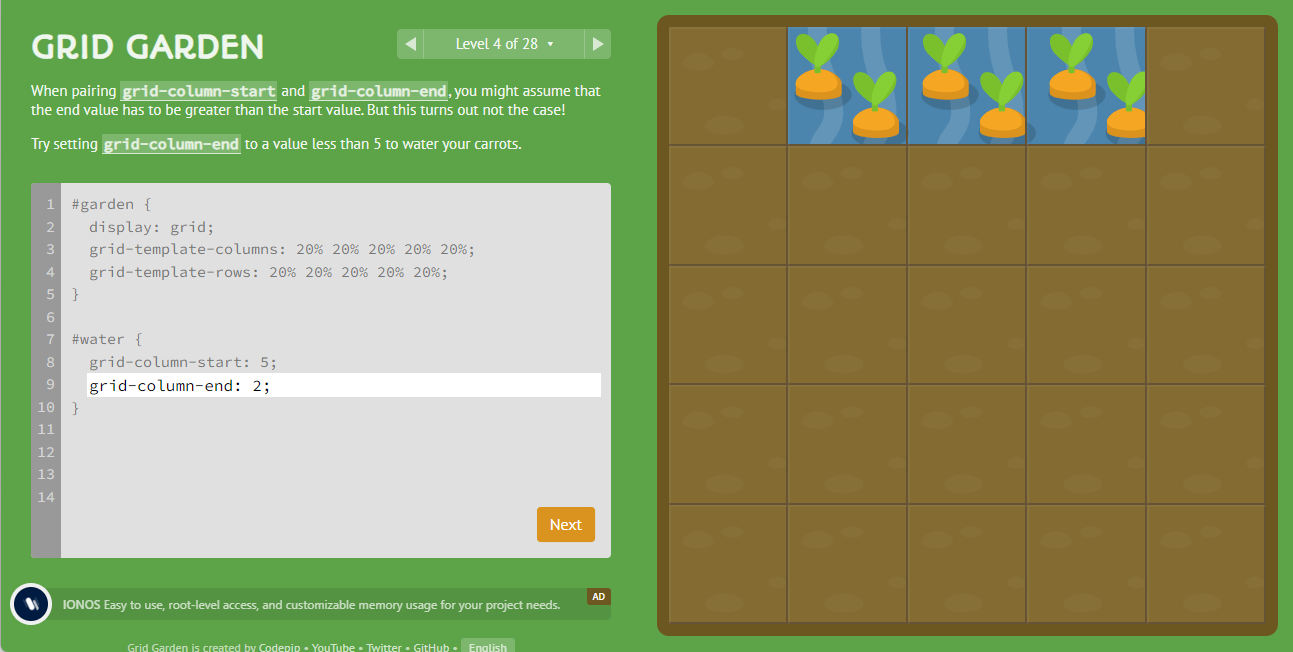 GRID GARDEN
Level 4 of 28
When pairing grid-column-start and grid-column-end, you might assume that
the end value has to be greater than the start value. But this turns out not the case!
Try setting grid-column-end to a value less than 5 to water your carrots.
1 #garden {
2 display: grid;
3 grid-template-columns: 20% 20% 20% 20% 20%;
4 grid-template-rows: 20% 20% 20% 20% 20%;
5 }
6
7 #water {
8 grid-column-start: 5;
9 grid-column-end: 2;
10 }
11
12
13
14
Next
IONOS Easy to use, root-level access, and customizable memory usage for your project needs.
AD
Grid Garden is created by Codepip • YouTube • Twitter • GitHub • English